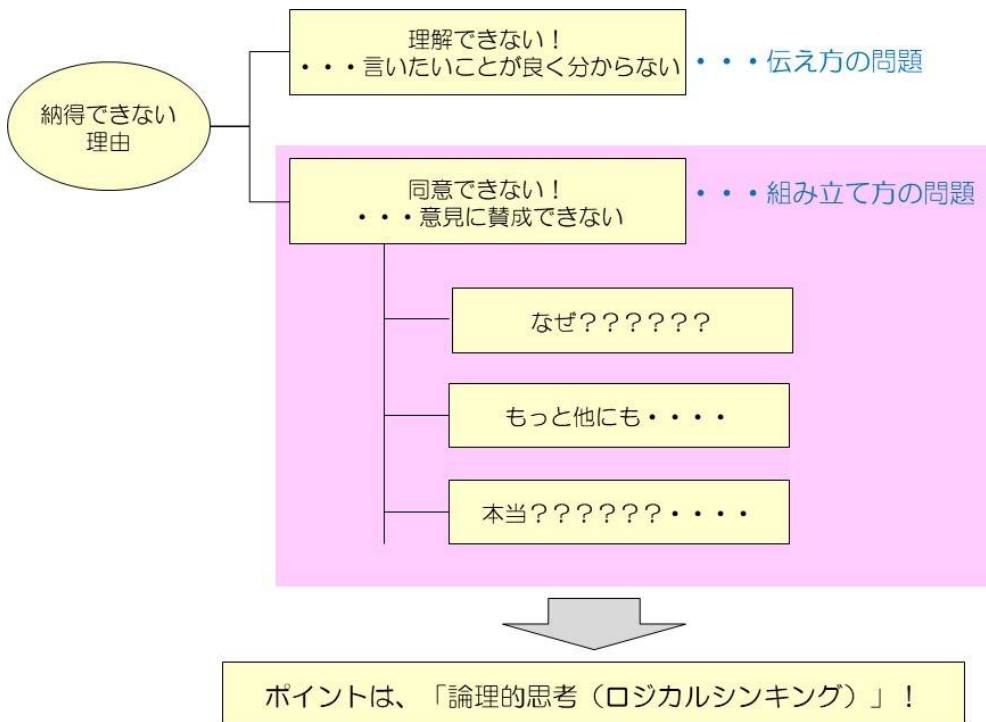 納得できない
理由
理解できない！
・・・言いたいことが良く分からない
・・・伝え方の問題
同意できない！
・・・意見に賛成できない
・・・組み立て方の問題
なぜ？？？？？？
もっと他にも・・・・
本当？？？？？？・・・・
ポイントは、「論理的思考（ロジカルシンキング）」！